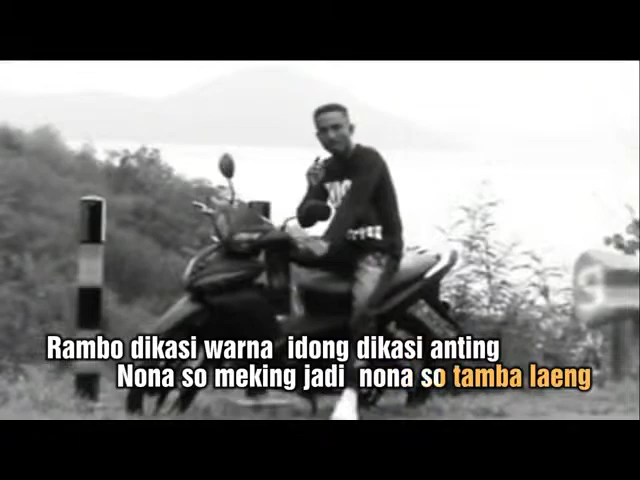 Rambo dikasi warna idong dikasi anting
Nona so meking jadi nona so tamba laeng